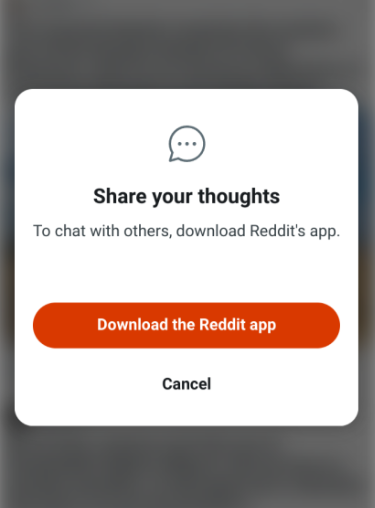 Share your thoughts
To chat with others, download Reddit's app.
Download the Reddit app
Cancel